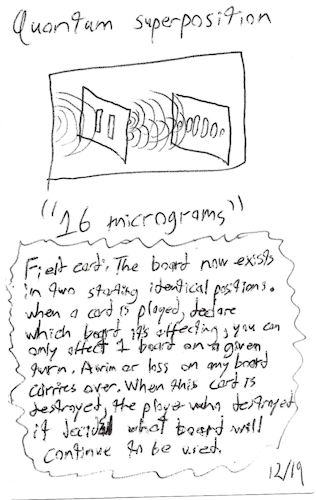 Quantum superposition
"16 micrograms"
Field card. The board now exists
in two starting identical positions.
when a card is played, declare
which board its affecting, you can
only affect 1 board on a given
turn. A win or loss on any board
carries over. When this card is
destroyed, the player who destroyed
it decides what board will
continue to be used.
12/19